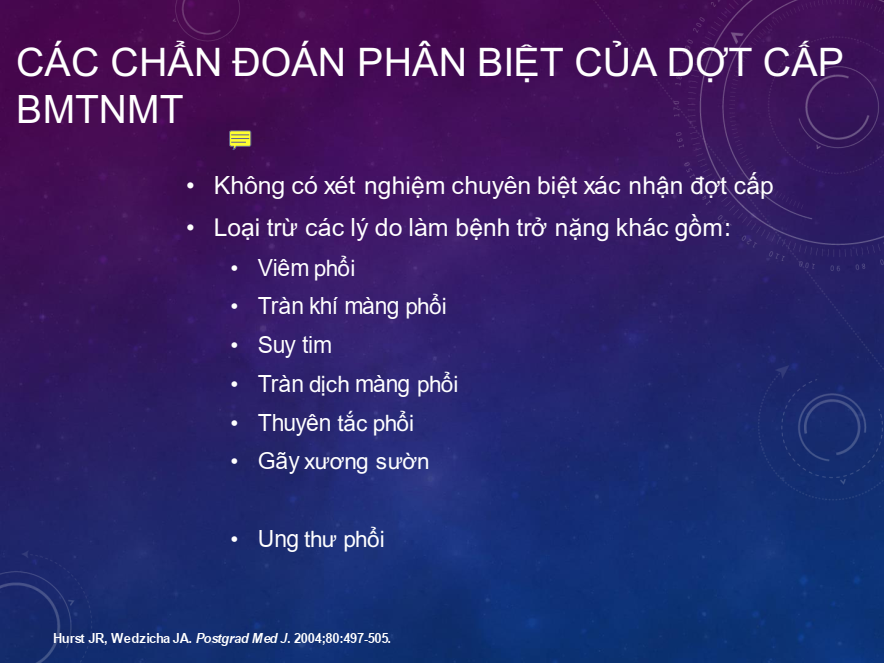 CÁC CHẨN ĐOÁN PHÂN BIỆT CỦA DỢT CẤP
BMTNMT
• Không có xét nghiệm chuyên biệt xác nhận đợt cấp
• Loại trừ các lý do làm bệnh trở nặng khác gồm:
• Viêm phổi
• Tràn khí màng phổi
• Suy tim
• Tràn dịch màng phổi
• Thuyên tắc phổi
• Gãy xương sườn
• Ung thư phổi
Hurst JR, Wedzicha JA. Postgrad Med J. 2004;80:497-505.